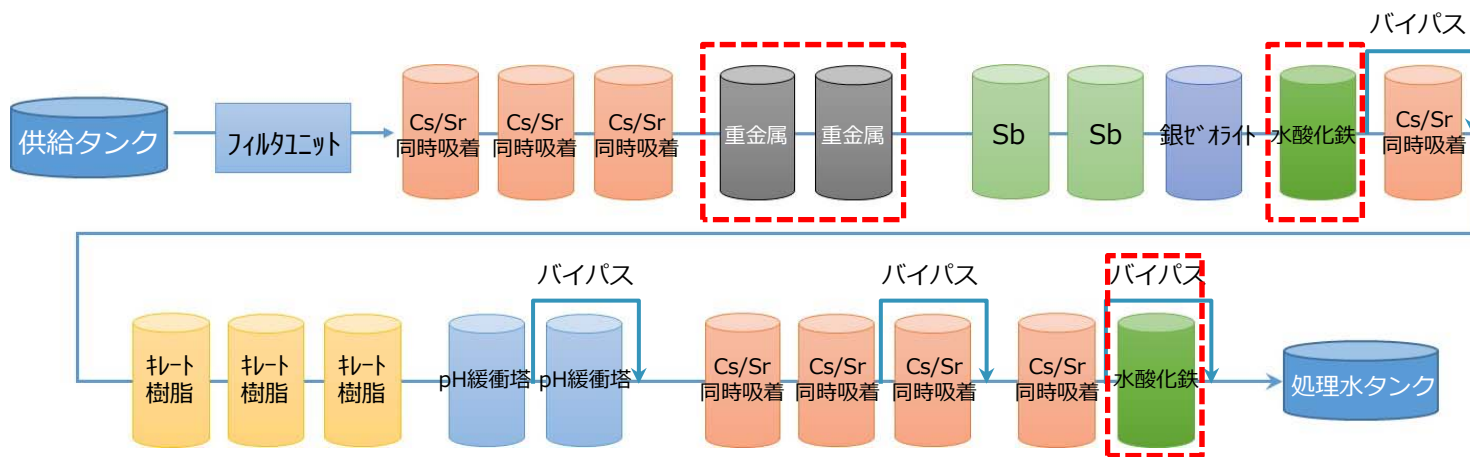 バイパス
供給タンク
フィルタユニット
Cs/Sr
同時吸着
Cs/Sr
同時吸着
Cs/Sr
同時吸着
重金属
重金属
Sb
Sb
銀ゼオライト
水酸化鉄
Cs/Sr
同時吸着
バイパス
バイパス
バイパス
キレート
樹脂
キレート
樹脂
キレート
樹脂
pH緩衝塔
pH緩衝塔
Cs/Sr
同時吸着
Cs/Sr
同時吸着
Cs/Sr
同時吸着
Cs/Sr
同時吸着
水酸化鉄
処理水タンク